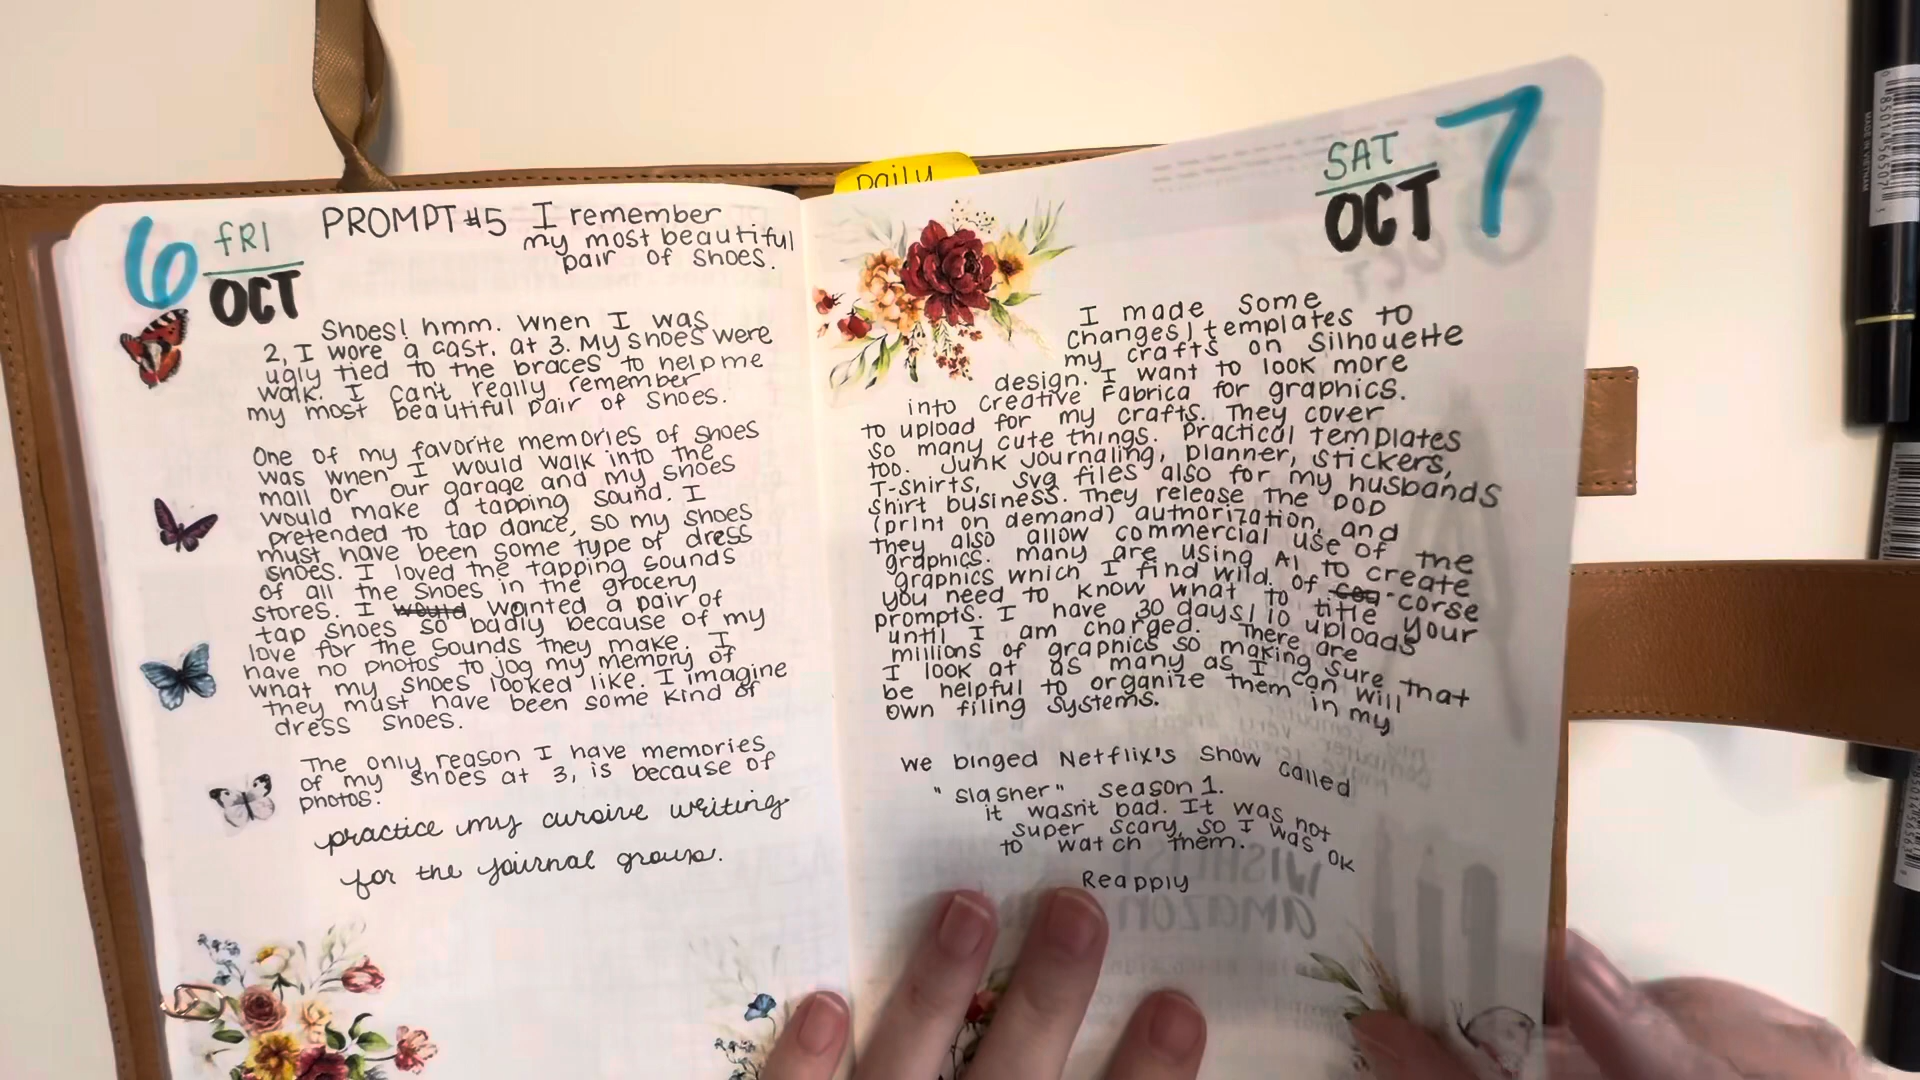 Daily
6 FRI
OCT
PROMPT #5 I remember
my most beautiful
pair of shoes.
Shoes! hmm. When I was
2, I wore a cast. at 3. My shoes were
ugly tied to the braces to help me
walk. I can't really remember
my most beautiful pair of shoes.
One of my favorite memories of shoes
was when I would walk into the
mall or our garage and my shoes
would make a tapping sound. I
pretended to tap dance, so my shoes
must have been some type of dress
shoes. I loved the tapping sounds
of all the shoes in the grocery
stores. I would wanted a pair of
tap shoes so badly because of my
love for the sounds they make. I
have no photos to jog my memory of
what my shoes looked like. I imagine
they must have been some kind of
dress shoes.
The only reason I have memories
of my shoes at 3, is because of
photos.
practice my cursive writing
for the journal group.
SAT 7
OCT
I made some
changes/templates to
my crafts on Silhouette
design. I want to look more
into Creative Fabrica for graphics.
to upload for my crafts. They cover
so many cute things. Practical templates
too. Junk journaling, planner, stickers,
T-shirts, svg files also for my husbands
shirt business. They release the POD
(print on demand) authorization, and
they also allow commercial use of the
graphics. Many are using AI to create
graphics which I find wild. Of corse
you need to know what to title your
prompts. I have 30 days/10 uploads
until I am charged. There are
millions of graphics so making sure that
I look at as many as I can will
be helpful to organize them in my
own filing systems.
we binged Netflix's show called
"Slasher" season 1.
it wasn't bad. It was not
super scary, so I was ok
to watch them.
Reapply
MADE IN VIETNAM